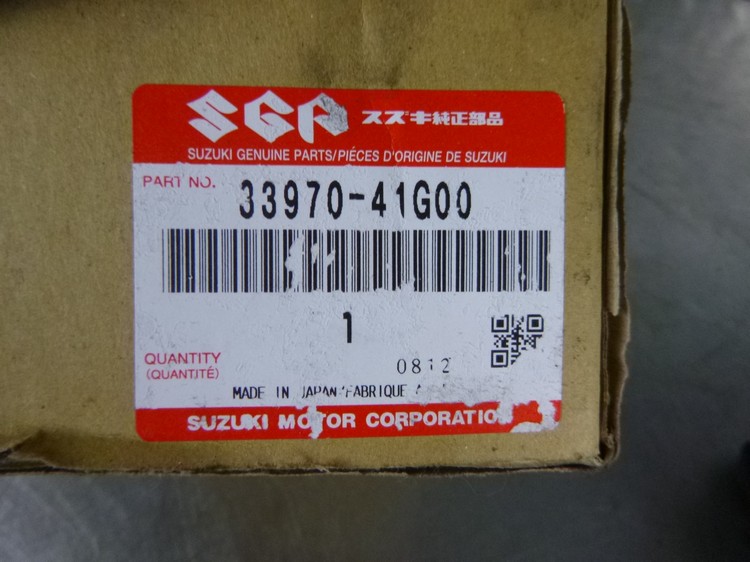 SGP スズキ純正部品
SUZUKI GENUINE PARTS/PIÉCES D'ORIGINE DE SUZUKI
PART NO. 33970-41G00
1
QUANTITY
(QUANTITÉ)
0812
MADE IN JAPAN/FABRIQUE
SUZUKI MOTOR CORPORATIO